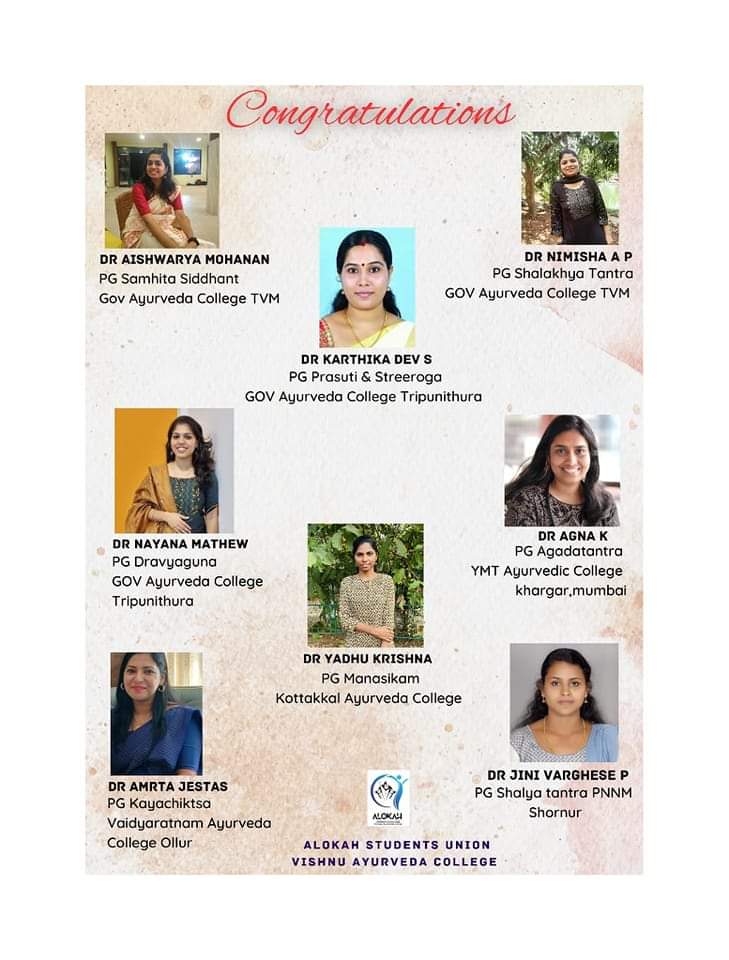 Congratulations
DR AISHWARYA MOHANAN
PG Samhita Siddhant
Gov Ayurveda College TVM
DR NIMISHA A P
PG Shalakhya Tantra
GOV Ayurveda College TVM
DR KARTHIKA DEV S
PG Prasuti & Streeroga
GOV Ayurveda College Tripunithura
DR NAYANA MATHEW
PG Dravyaguna
GOV Ayurveda College
Tripunithura
DR AGNA K
PG Agadatantra
YMT Ayurvedic College
khargar,mumbai
DR YADHU KRISHNA
PG Manasikam
Kottakkal Ayurveda College
DR AMRTA JESTAS
PG Kayachiktsa
Vaidyaratnam Ayurveda
College Ollur
DR JINI VARGHESE P
PG Shalya tantra PNNM
Shornur
ALOKAH
ALOKAH STUDENTS UNION
VISHNU AYURVEDA COLLEGE